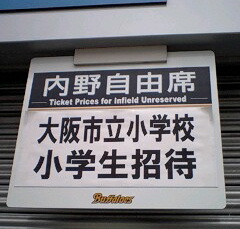 内野自由席
Ticket Prices for Infield Unreserved
大阪市立小学校
小学生招待
Buffaloes